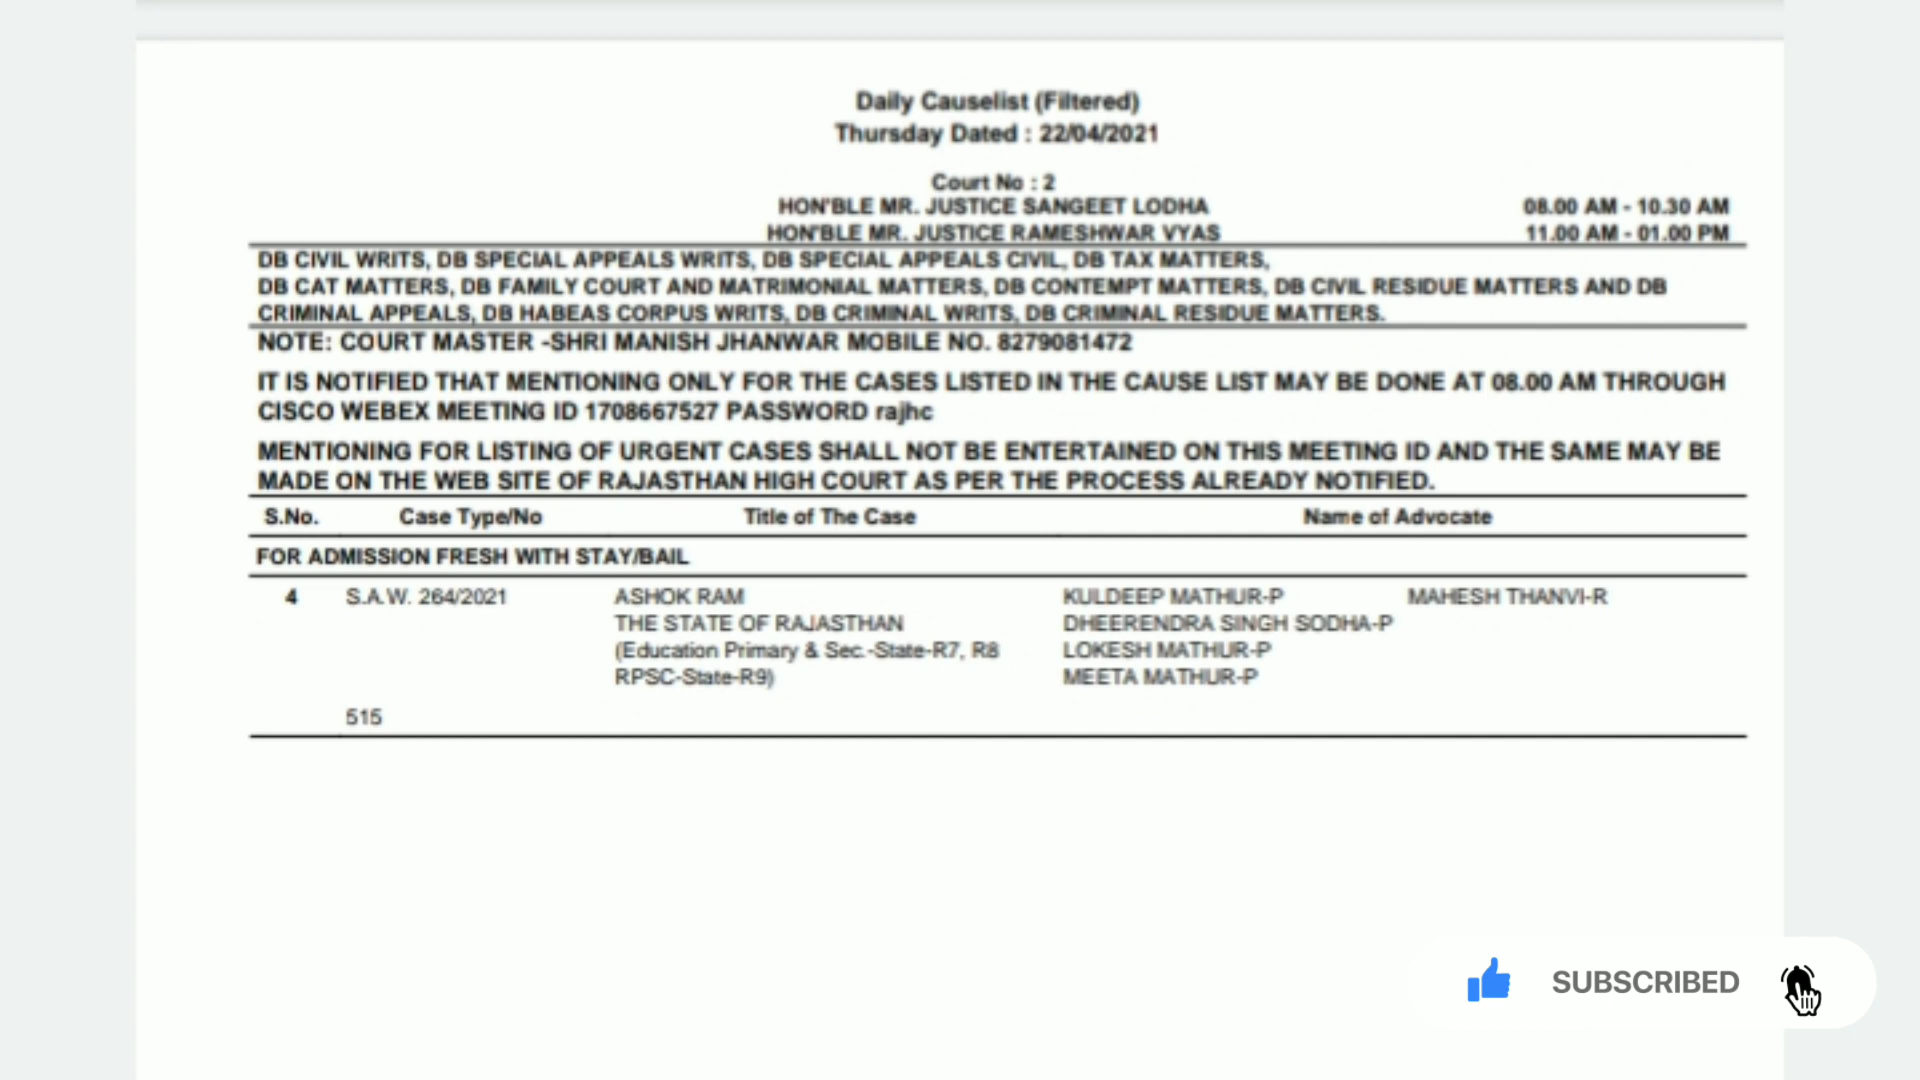 Daily Causelist (Filtered)
Thursday Dated : 22/04/2021
Court No : 2
HON'BLE MR. JUSTICE SANGEET LODHA 08.00 AM - 10.30 AM
HON'BLE MR. JUSTICE RAMESHWAR VYAS 11.00 AM - 01.00 PM
DB CIVIL WRITS, DB SPECIAL APPEALS WRITS, DB SPECIAL APPEALS CIVIL, DB TAX MATTERS,
DB CAT MATTERS, DB FAMILY COURT AND MATRIMONIAL MATTERS, DB CONTEMPT MATTERS, DB CIVIL RESIDUE MATTERS AND DB
CRIMINAL APPEALS, DB HABEAS CORPUS WRITS, DB CRIMINAL WRITS, DB CRIMINAL RESIDUE MATTERS.
NOTE: COURT MASTER -SHRI MANISH JHANWAR MOBILE NO. 8279081472
IT IS NOTIFIED THAT MENTIONING ONLY FOR THE CASES LISTED IN THE CAUSE LIST MAY BE DONE AT 08.00 AM THROUGH
CISCO WEBEX MEETING ID 1708667527 PASSWORD rajhc
MENTIONING FOR LISTING OF URGENT CASES SHALL NOT BE ENTERTAINED ON THIS MEETING ID AND THE SAME MAY BE
MADE ON THE WEB SITE OF RAJASTHAN HIGH COURT AS PER THE PROCESS ALREADY NOTIFIED.
S.No. Case Type/No Title of The Case Name of Advocate
FOR ADMISSION FRESH WITH STAY/BAIL
4 S.A.W. 264/2021 ASHOK RAM KULDEEP MATHUR-P MAHESH THANVI-R
THE STATE OF RAJASTHAN DHEERENDRA SINGH SODHA-P
(Education Primary & Sec.-State-R7, R8 LOKESH MATHUR-P
RPSC-State-R9) MEETA MATHUR-P
515
SUBSCRIBED